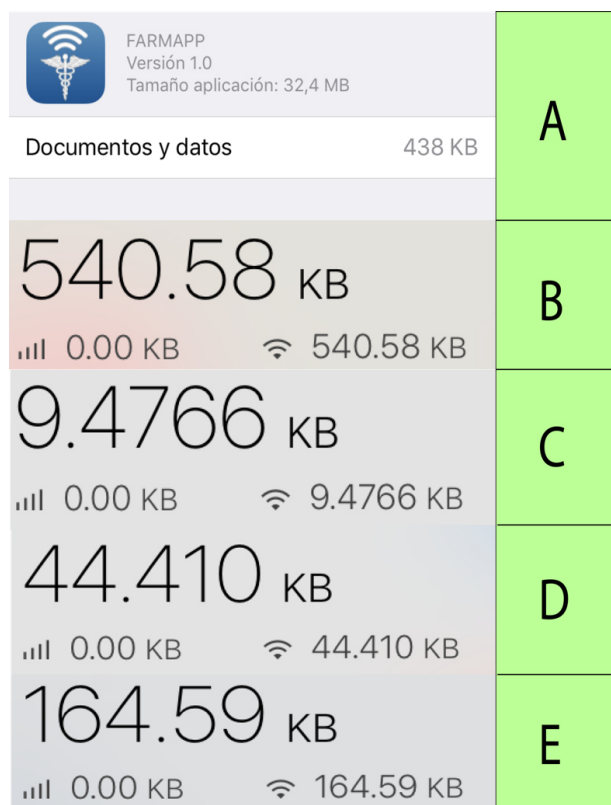 FARMAPP
Versión 1.0
Tamaño aplicación: 32,4 MB
Documentos y datos 438 KB
A
540.58 KB
0.00 KB 540.58 KB
B
9.4766 KB
0.00 KB 9.4766 KB
C
44.410 KB
0.00 KB 44.410 KB
D
164.59 KB
0.00 KB 164.59 KB
E